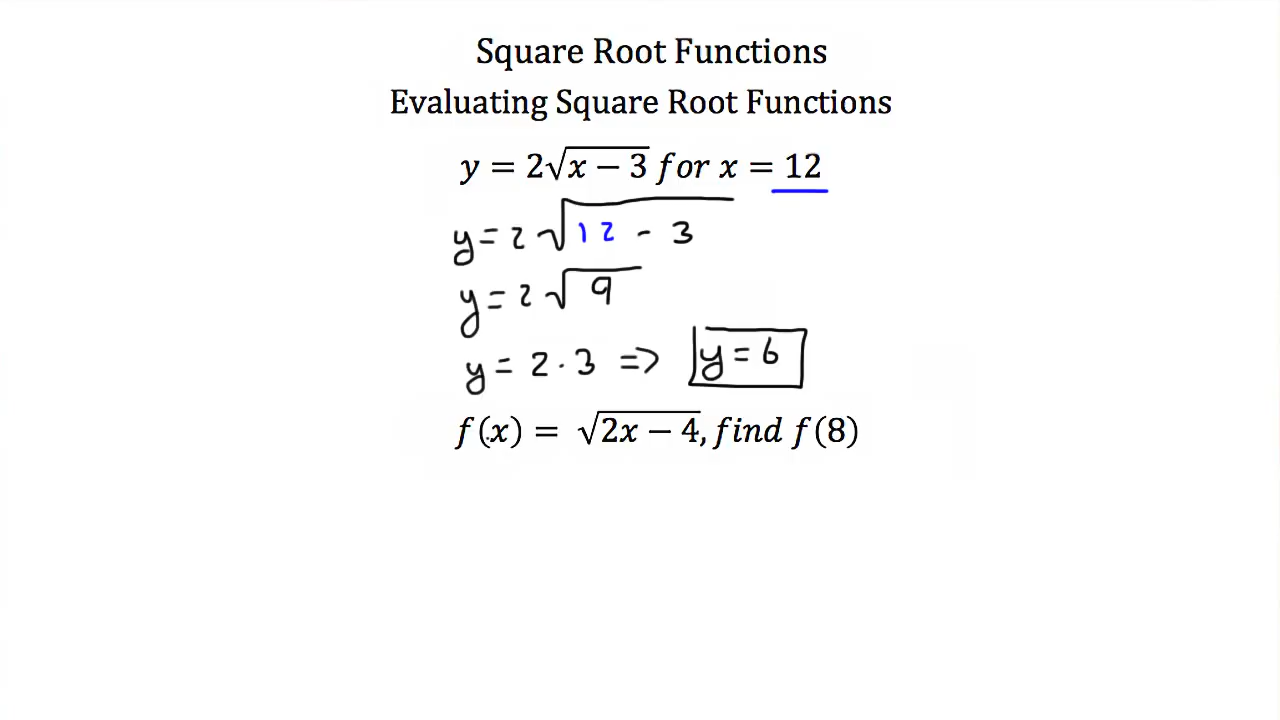 Square Root Functions
Evaluating Square Root Functions
y = 2√(x − 3) for x = 12
y = 2√(12 - 3)
y = 2√9
y = 2 · 3 => y = 6
f(x) = √(2x − 4), find f(8)